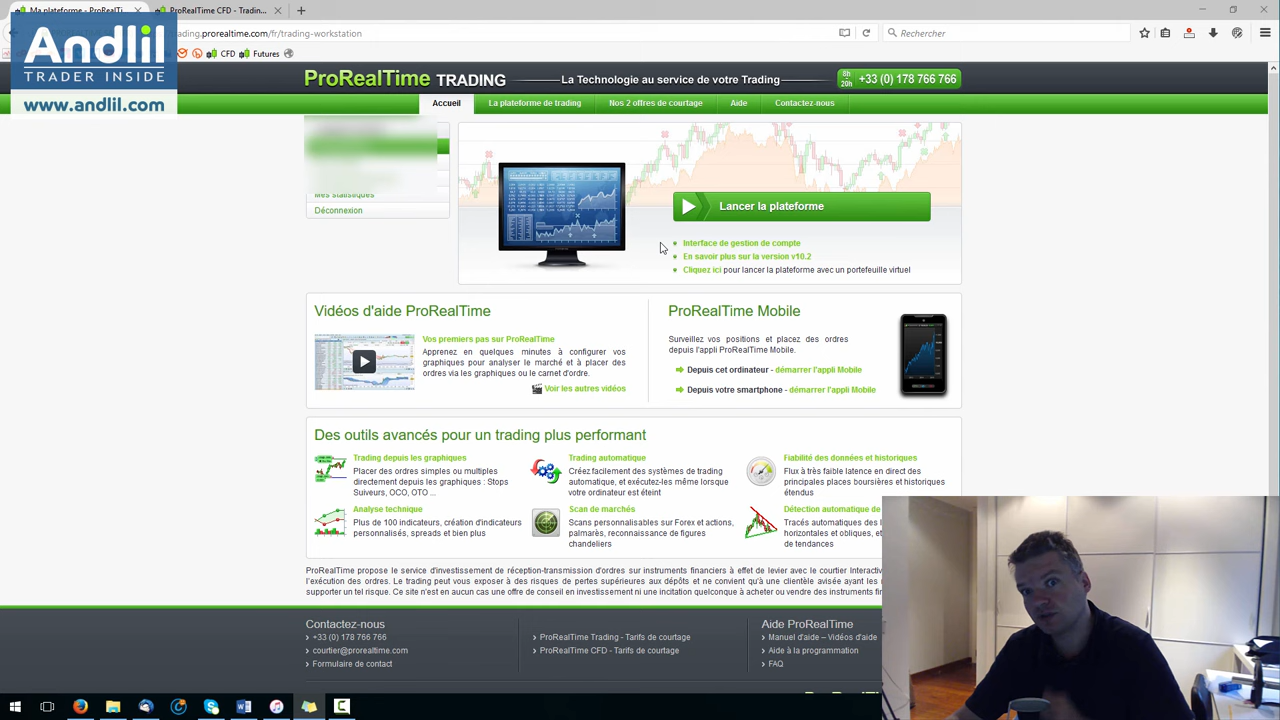 Ma plateforme - ProRealTi...
ProRealTime CFD - Tradin...
Andlil
TRADER INSIDE
www.andlil.com
ading.prorealtime.com/fr/trading-workstation
Rechercher
CFD
Futures
ProRealTime TRADING
La Technologie au service de votre Trading
8h
20h
+33 (0) 178 766 766
Accueil
La plateforme de trading
Nos 2 offres de courtage
Aide
Contactez-nous
Mes statistiques
Déconnexion
Lancer la plateforme
Interface de gestion de compte
En savoir plus sur la version v10.2
Cliquez ici pour lancer la plateforme avec un portefeuille virtuel
Vidéos d'aide ProRealTime
Vos premiers pas sur ProRealTime
Apprenez en quelques minutes à configurer vos
graphiques pour analyser le marché et à placer des
ordres via les graphiques ou le carnet d'ordre.
Voir les autres vidéos
ProRealTime Mobile
Surveillez vos positions et placez des ordres
depuis l'appli ProRealTime Mobile.
Depuis cet ordinateur - démarrer l'appli Mobile
Depuis votre smartphone - démarrer l'appli Mobile
Des outils avancés pour un trading plus performant
Trading depuis les graphiques
Placer des ordres simples ou multiples
directement depuis les graphiques : Stops
Suiveurs, OCO, OTO ...
Trading automatique
Créez facilement des systèmes de trading
automatique, et exécutez-les même lorsque
votre ordinateur est éteint
Fiabilité des données et historiques
Flux à très faible latence en direct des
principales places boursières et historiques
étendus
Analyse technique
Plus de 100 indicateurs, création d'indicateurs
personnalisés, spreads et bien plus
Scan de marchés
Scans personnalisables sur Forex et actions,
palmarès, reconnaissance de figures
chandeliers
Détection automatique de
Tracés automatiques des l
horizontales et obliques, et
de tendances
ProRealTime propose le service d'investissement de réception-transmission d'ordres sur instruments financiers à effet de levier avec le courtier Interactiv
l'exécution des ordres. Le trading peut vous exposer à des risques de pertes supérieures aux dépôts et ne convient qu'à une clientèle avisée ayant les
supporter un tel risque. Ce site n'est en aucun cas une offre de conseil en investissement ni une incitation quelconque à acheter ou vendre des instruments fin
Contactez-nous
+33 (0) 178 766 766
courtier@prorealtime.com
Formulaire de contact
ProRealTime Trading - Tarifs de courtage
ProRealTime CFD - Tarifs de courtage
Aide ProRealTime
Manuel d'aide – Vidéos d'aide
Aide à la programmation
FAQ